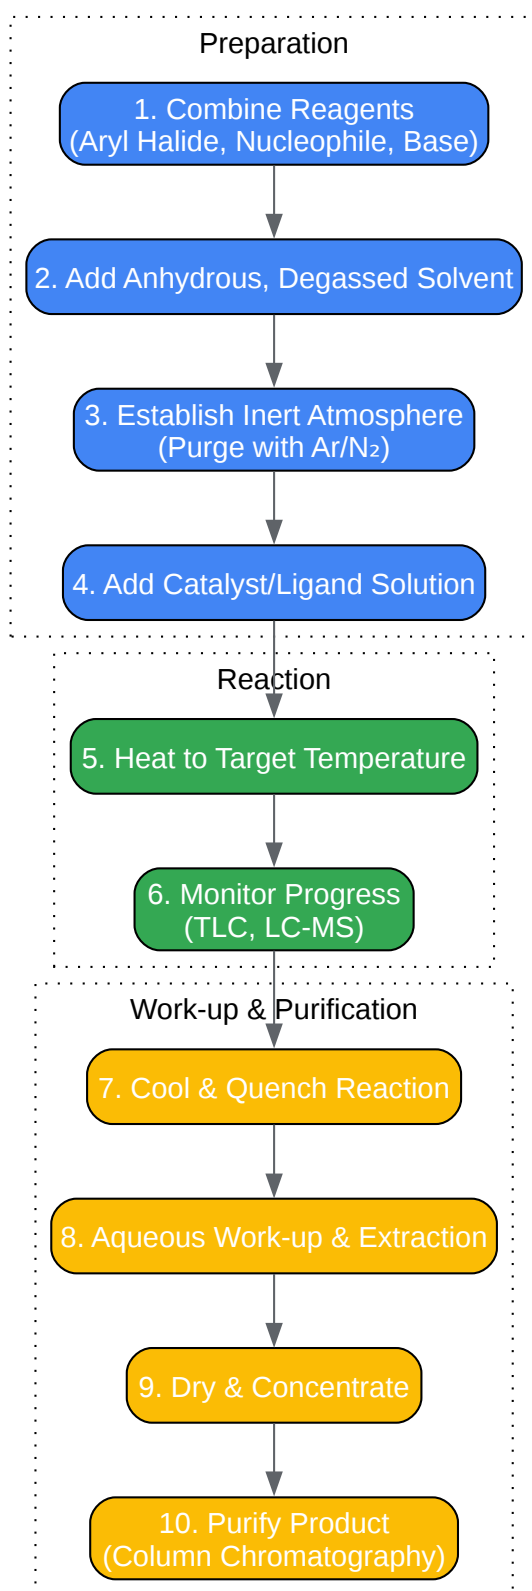 Preparation
1. Combine Reagents
(Aryl Halide, Nucleophile, Base)
2. Add Anhydrous, Degassed Solvent
3. Establish Inert Atmosphere
(Purge with Ar/N₂)
4. Add Catalyst/Ligand Solution
Reaction
5. Heat to Target Temperature
6. Monitor Progress
(TLC, LC-MS)
Work-up & Purification
7. Cool & Quench Reaction
8. Aqueous Work-up & Extraction
9. Dry & Concentrate
10. Purify Product
(Column Chromatography)